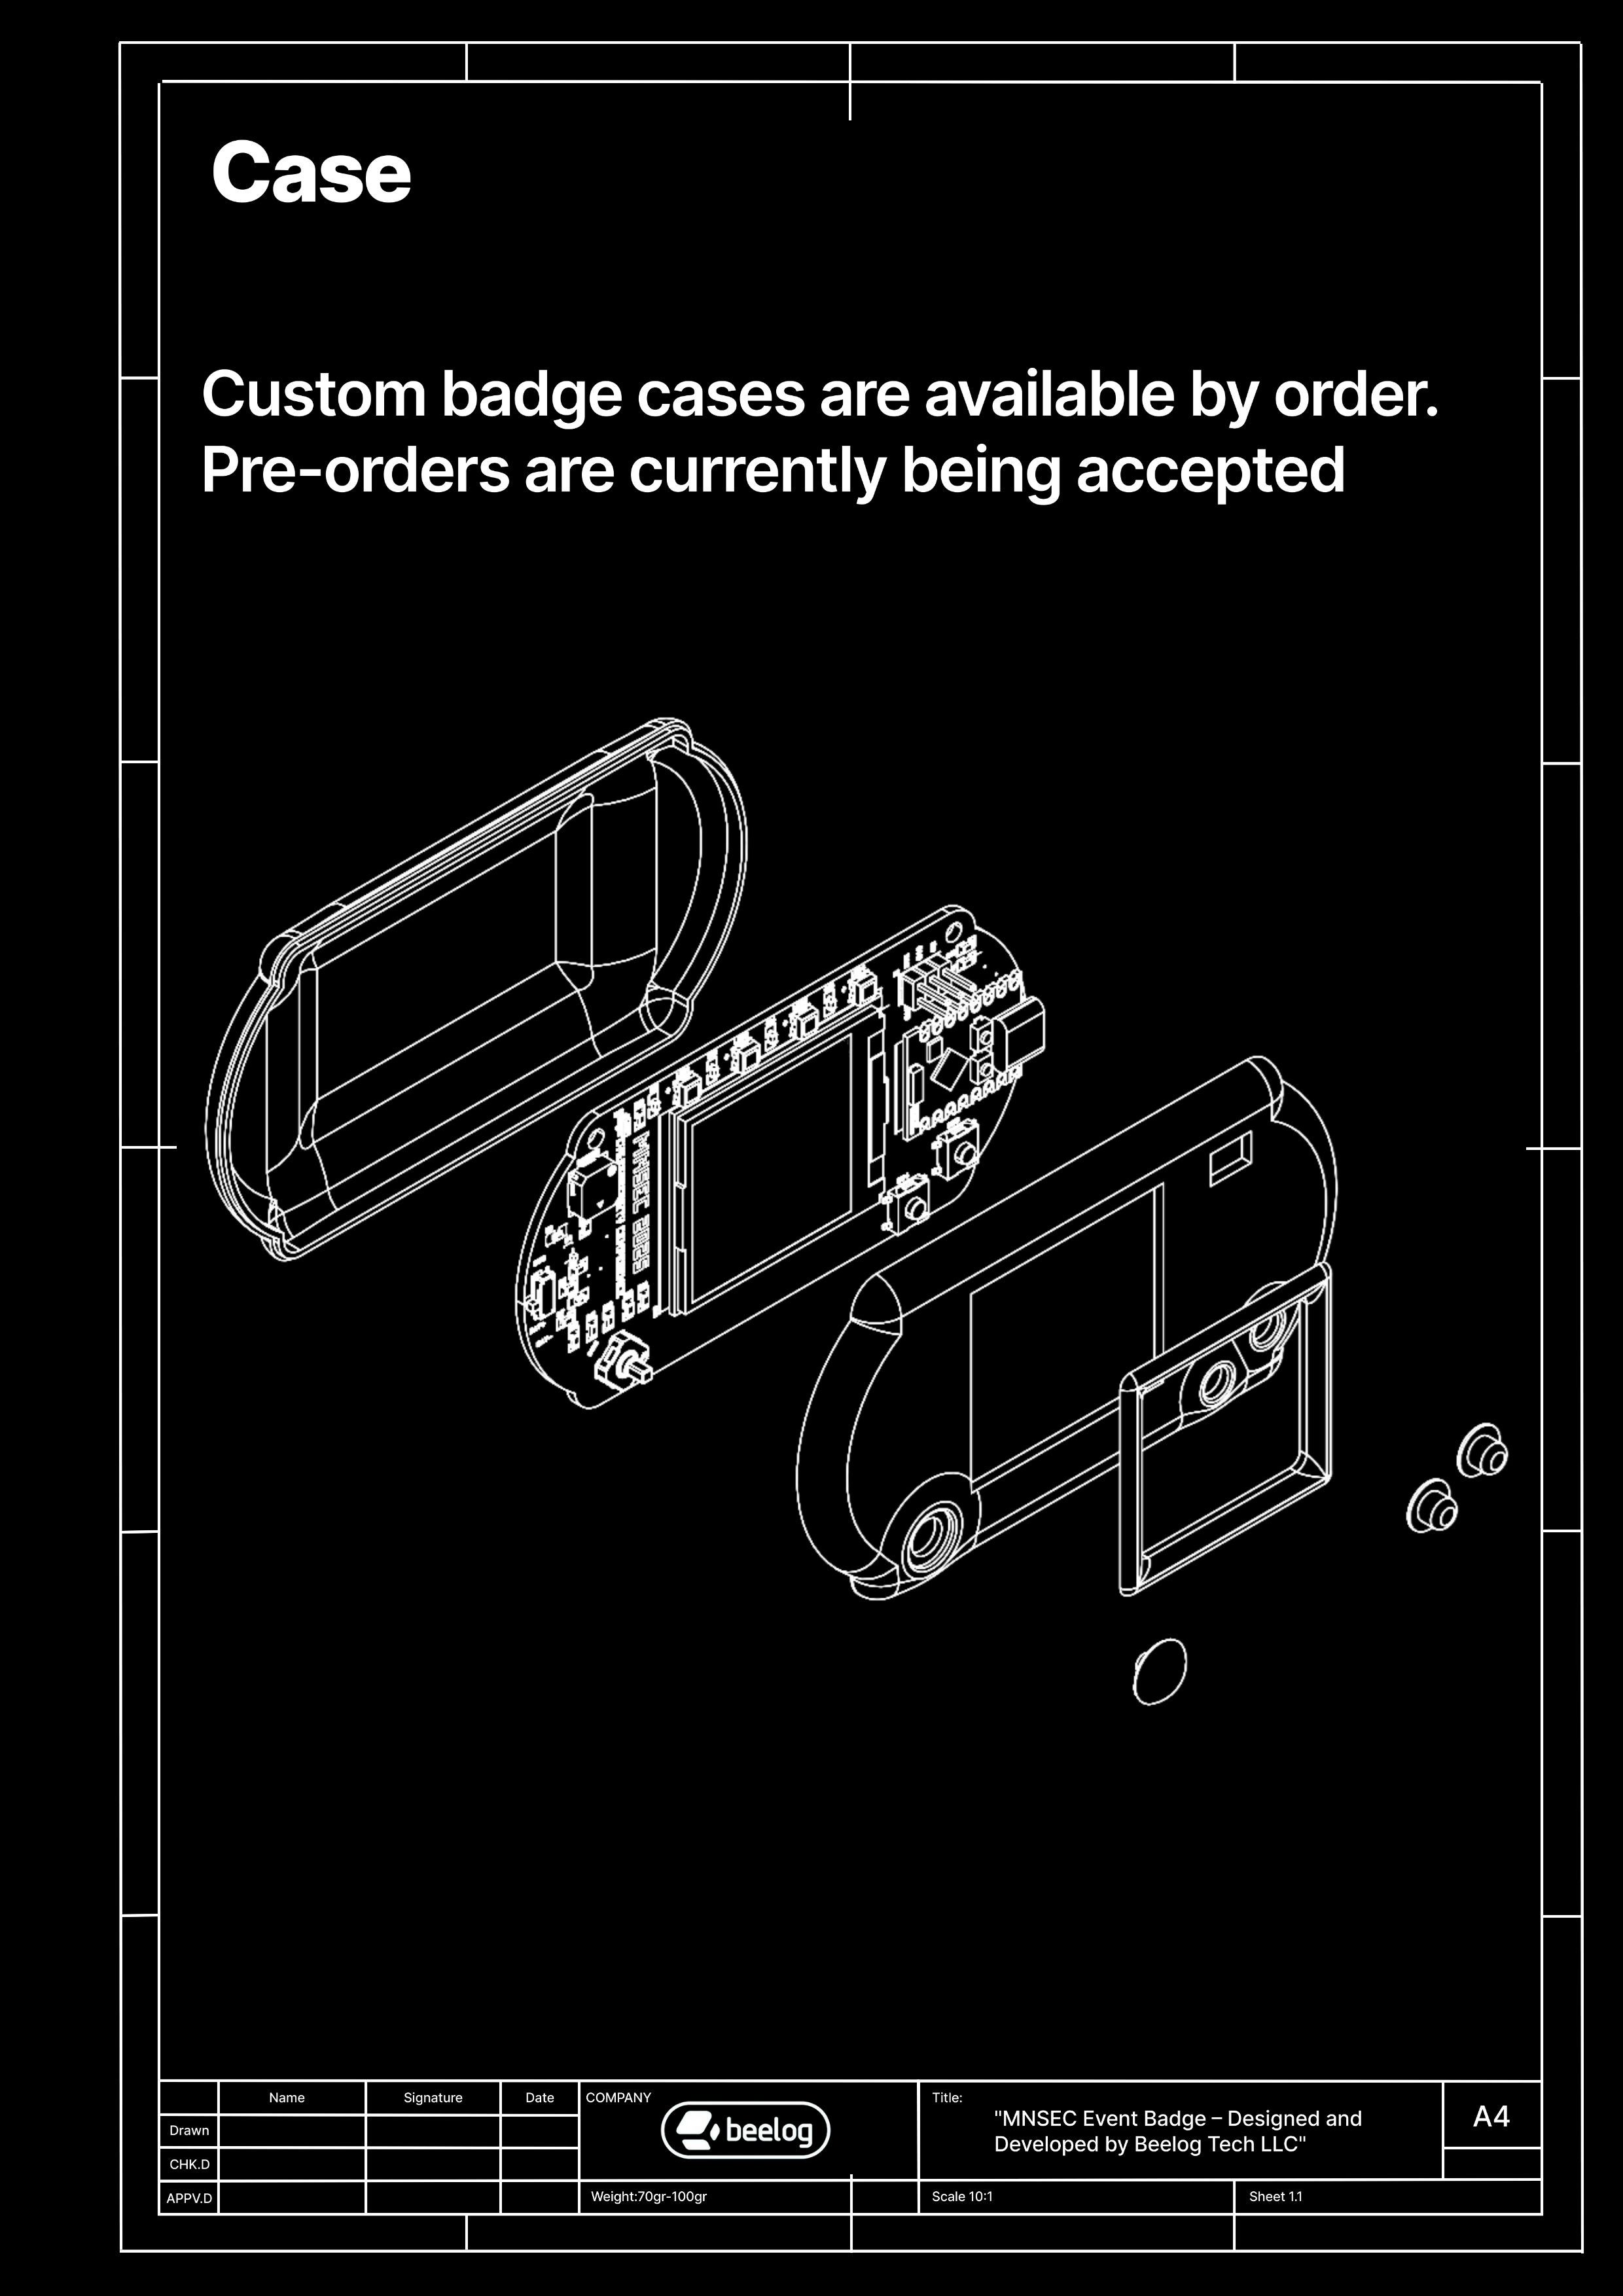 Case
Custom badge cases are available by order.
Pre-orders are currently being accepted
MNSEC 2025
Name
Signature
Date
COMPANY
beelog
Title:
"MNSEC Event Badge – Designed and
Developed by Beelog Tech LLC"
A4
Drawn
CHK.D
APPV.D
Weight:70gr-100gr
Scale 10:1
Sheet 1.1